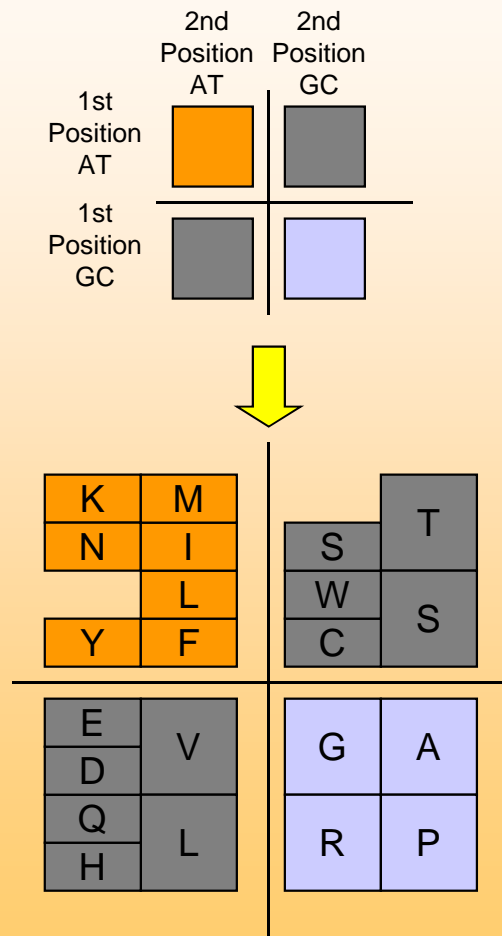 2nd
Position
AT
2nd
Position
GC
1st
Position
AT
1st
Position
GC
K M
N I
L
Y F
T
S
W
S
C
E
D
V
Q
H
L
G A
R P